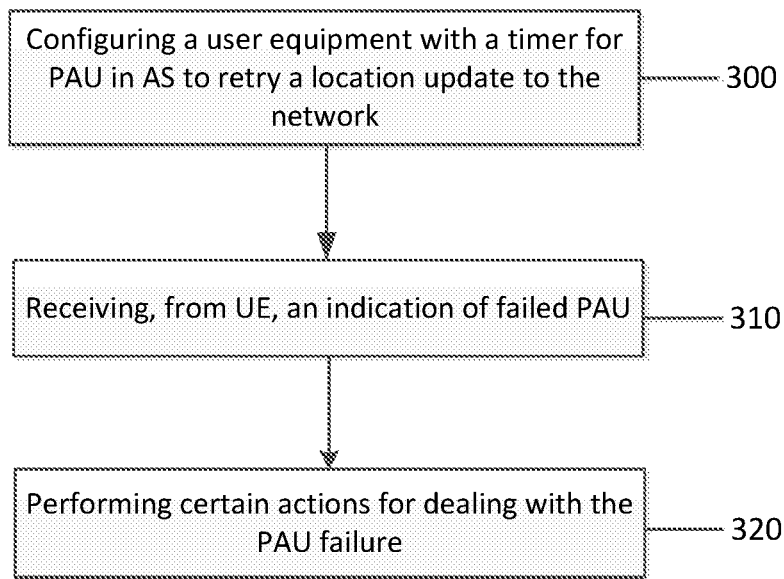 Configuring a user equipment with a timer for
PAU in AS to retry a location update to the
network
300
Receiving, from UE, an indication of failed PAU
310
Performing certain actions for dealing with the
PAU failure
320